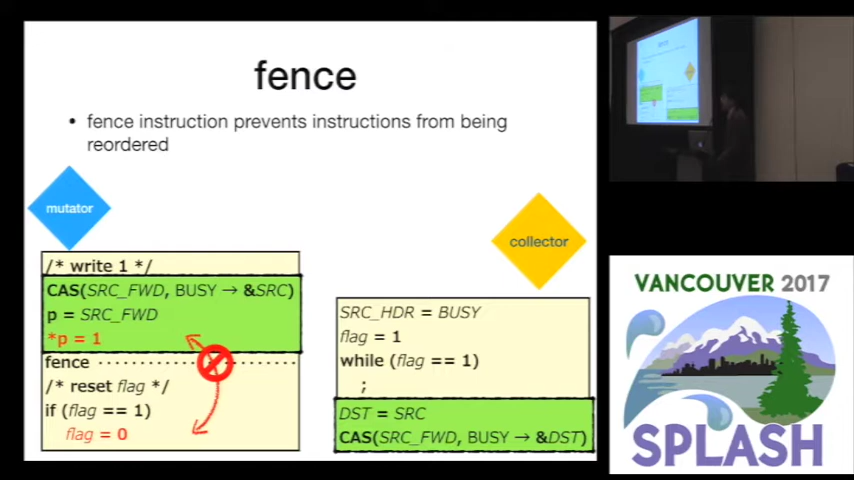 fence
• fence instruction prevents instructions from being
reordered
mutator
/* write 1 */
CAS(SRC_FWD, BUSY → &SRC)
p = SRC_FWD
*p = 1
fence
/* reset flag */
if (flag == 1)
flag = 0
collector
SRC_HDR = BUSY
flag = 1
while (flag == 1)
;
DST = SRC
CAS(SRC_FWD, BUSY → &DST)
fence
VANCOUVER 2017
SPLASH